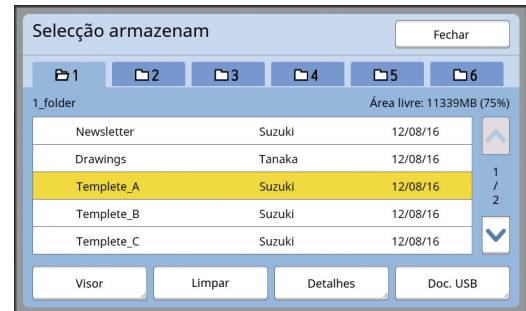 Selecção armazenam
Fechar
1 2 3 4 5 6
1_folder Área livre: 11339MB (75%)
Newsletter Suzuki 12/08/16
Drawings Tanaka 12/08/16
Templete_A Suzuki 12/08/16
Templete_B Suzuki 12/08/16
Templete_C Suzuki 12/08/16
1
/
2
Visor Limpar Detalhes Doc. USB